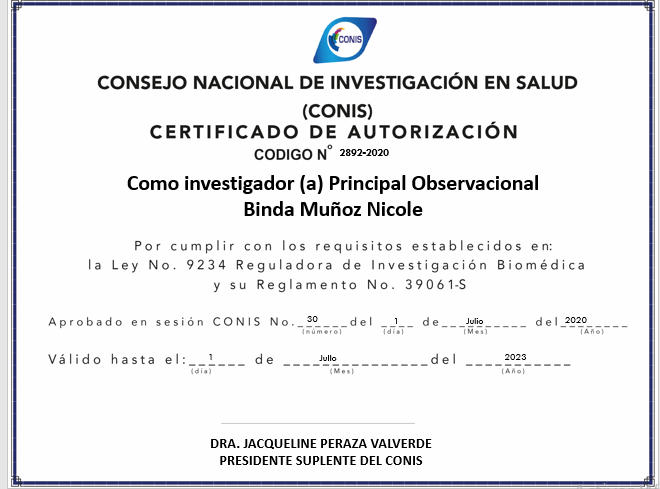 CONIS
CONSEJO NACIONAL DE INVESTIGACIÓN EN SALUD
(CONIS)
CERTIFICADO DE AUTORIZACIÓN
CODIGO N° 2892-2020
Como investigador (a) Principal Observacional
Binda Muñoz Nicole
Por cumplir con los requisitos establecidos en:
la Ley No. 9234 Reguladora de Investigación Biomédica
y su Reglamento No. 39061-S
Aprobado en sesión CONIS No. 30 del 1 de Julio del 2020
(número) (día) (Mes) (Año)
Válido hasta el: 1 de Julio del 2023
(día) (Mes) (Año)
DRA. JACQUELINE PERAZA VALVERDE
PRESIDENTE SUPLENTE DEL CONIS